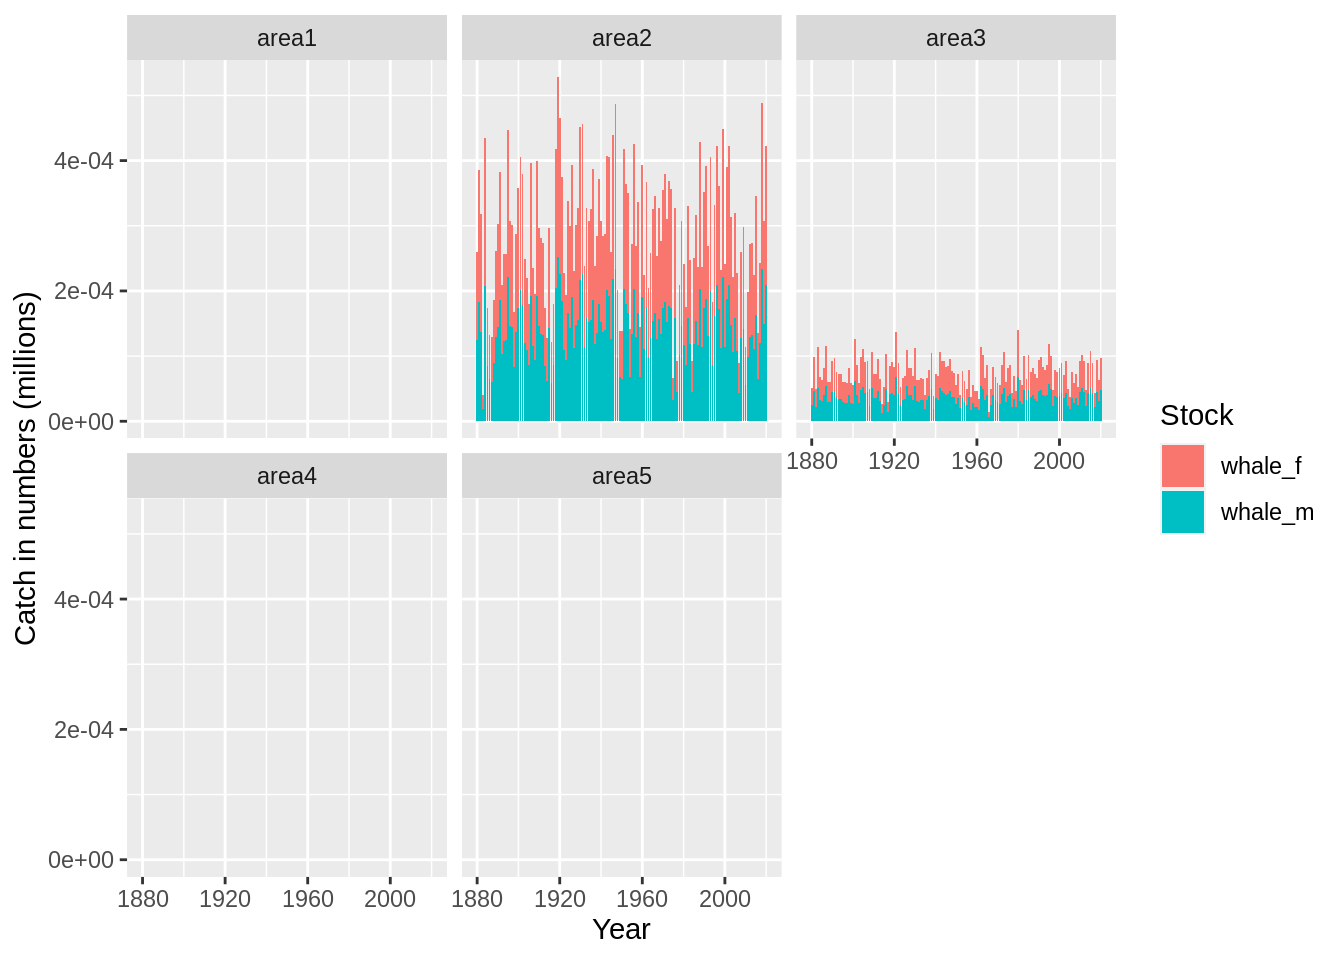 area1
area2
area3
4e-04
2e-04
0e+00
1880 1920 1960 2000
area4
area5
4e-04
2e-04
0e+00
1880 1920 1960 2000
1880 1920 1960 2000
Year
Catch in numbers (millions)
Stock
whale_f
whale_m